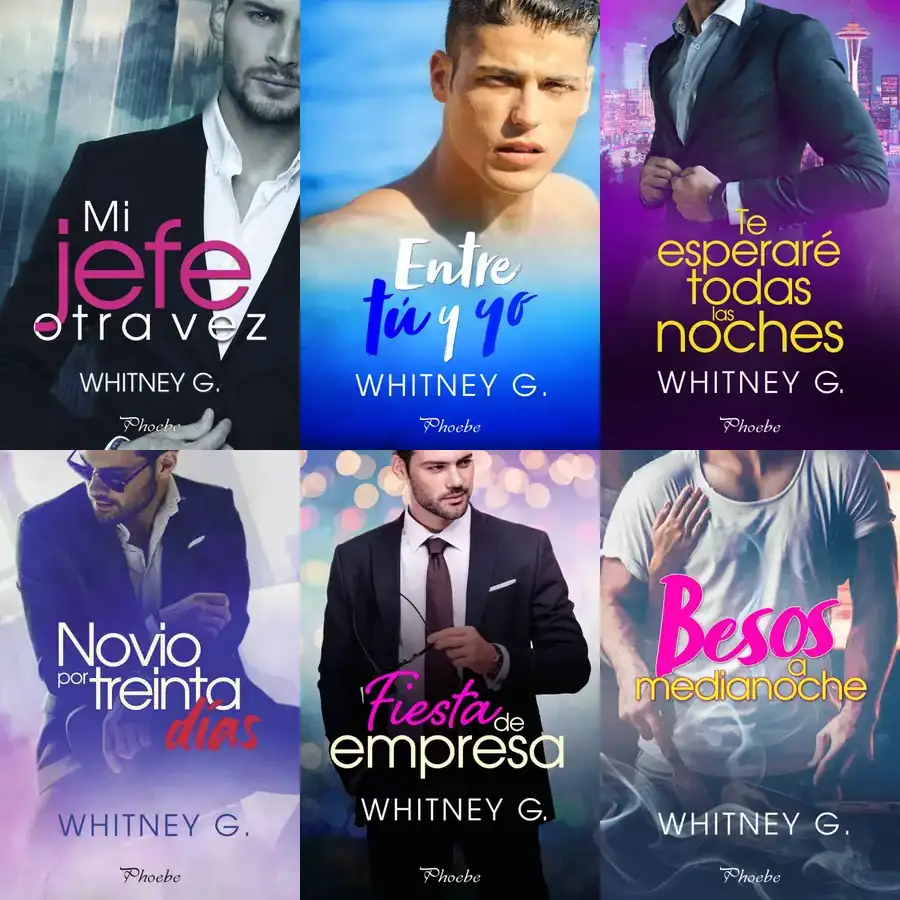 Mi
jefe
otra vez
WHITNEY G.
Phoebe
Entre
tú y yo
WHITNEY G.
Phoebe
Te
esperaré
todas
las
noches
WHITNEY G.
Phoebe
Novio
por treinta
días
WHITNEY G.
Phoebe
Fiesta
de
empresa
WHITNEY G.
Phoebe
Besos
a
medianoche
WHITNEY G.
Phoebe